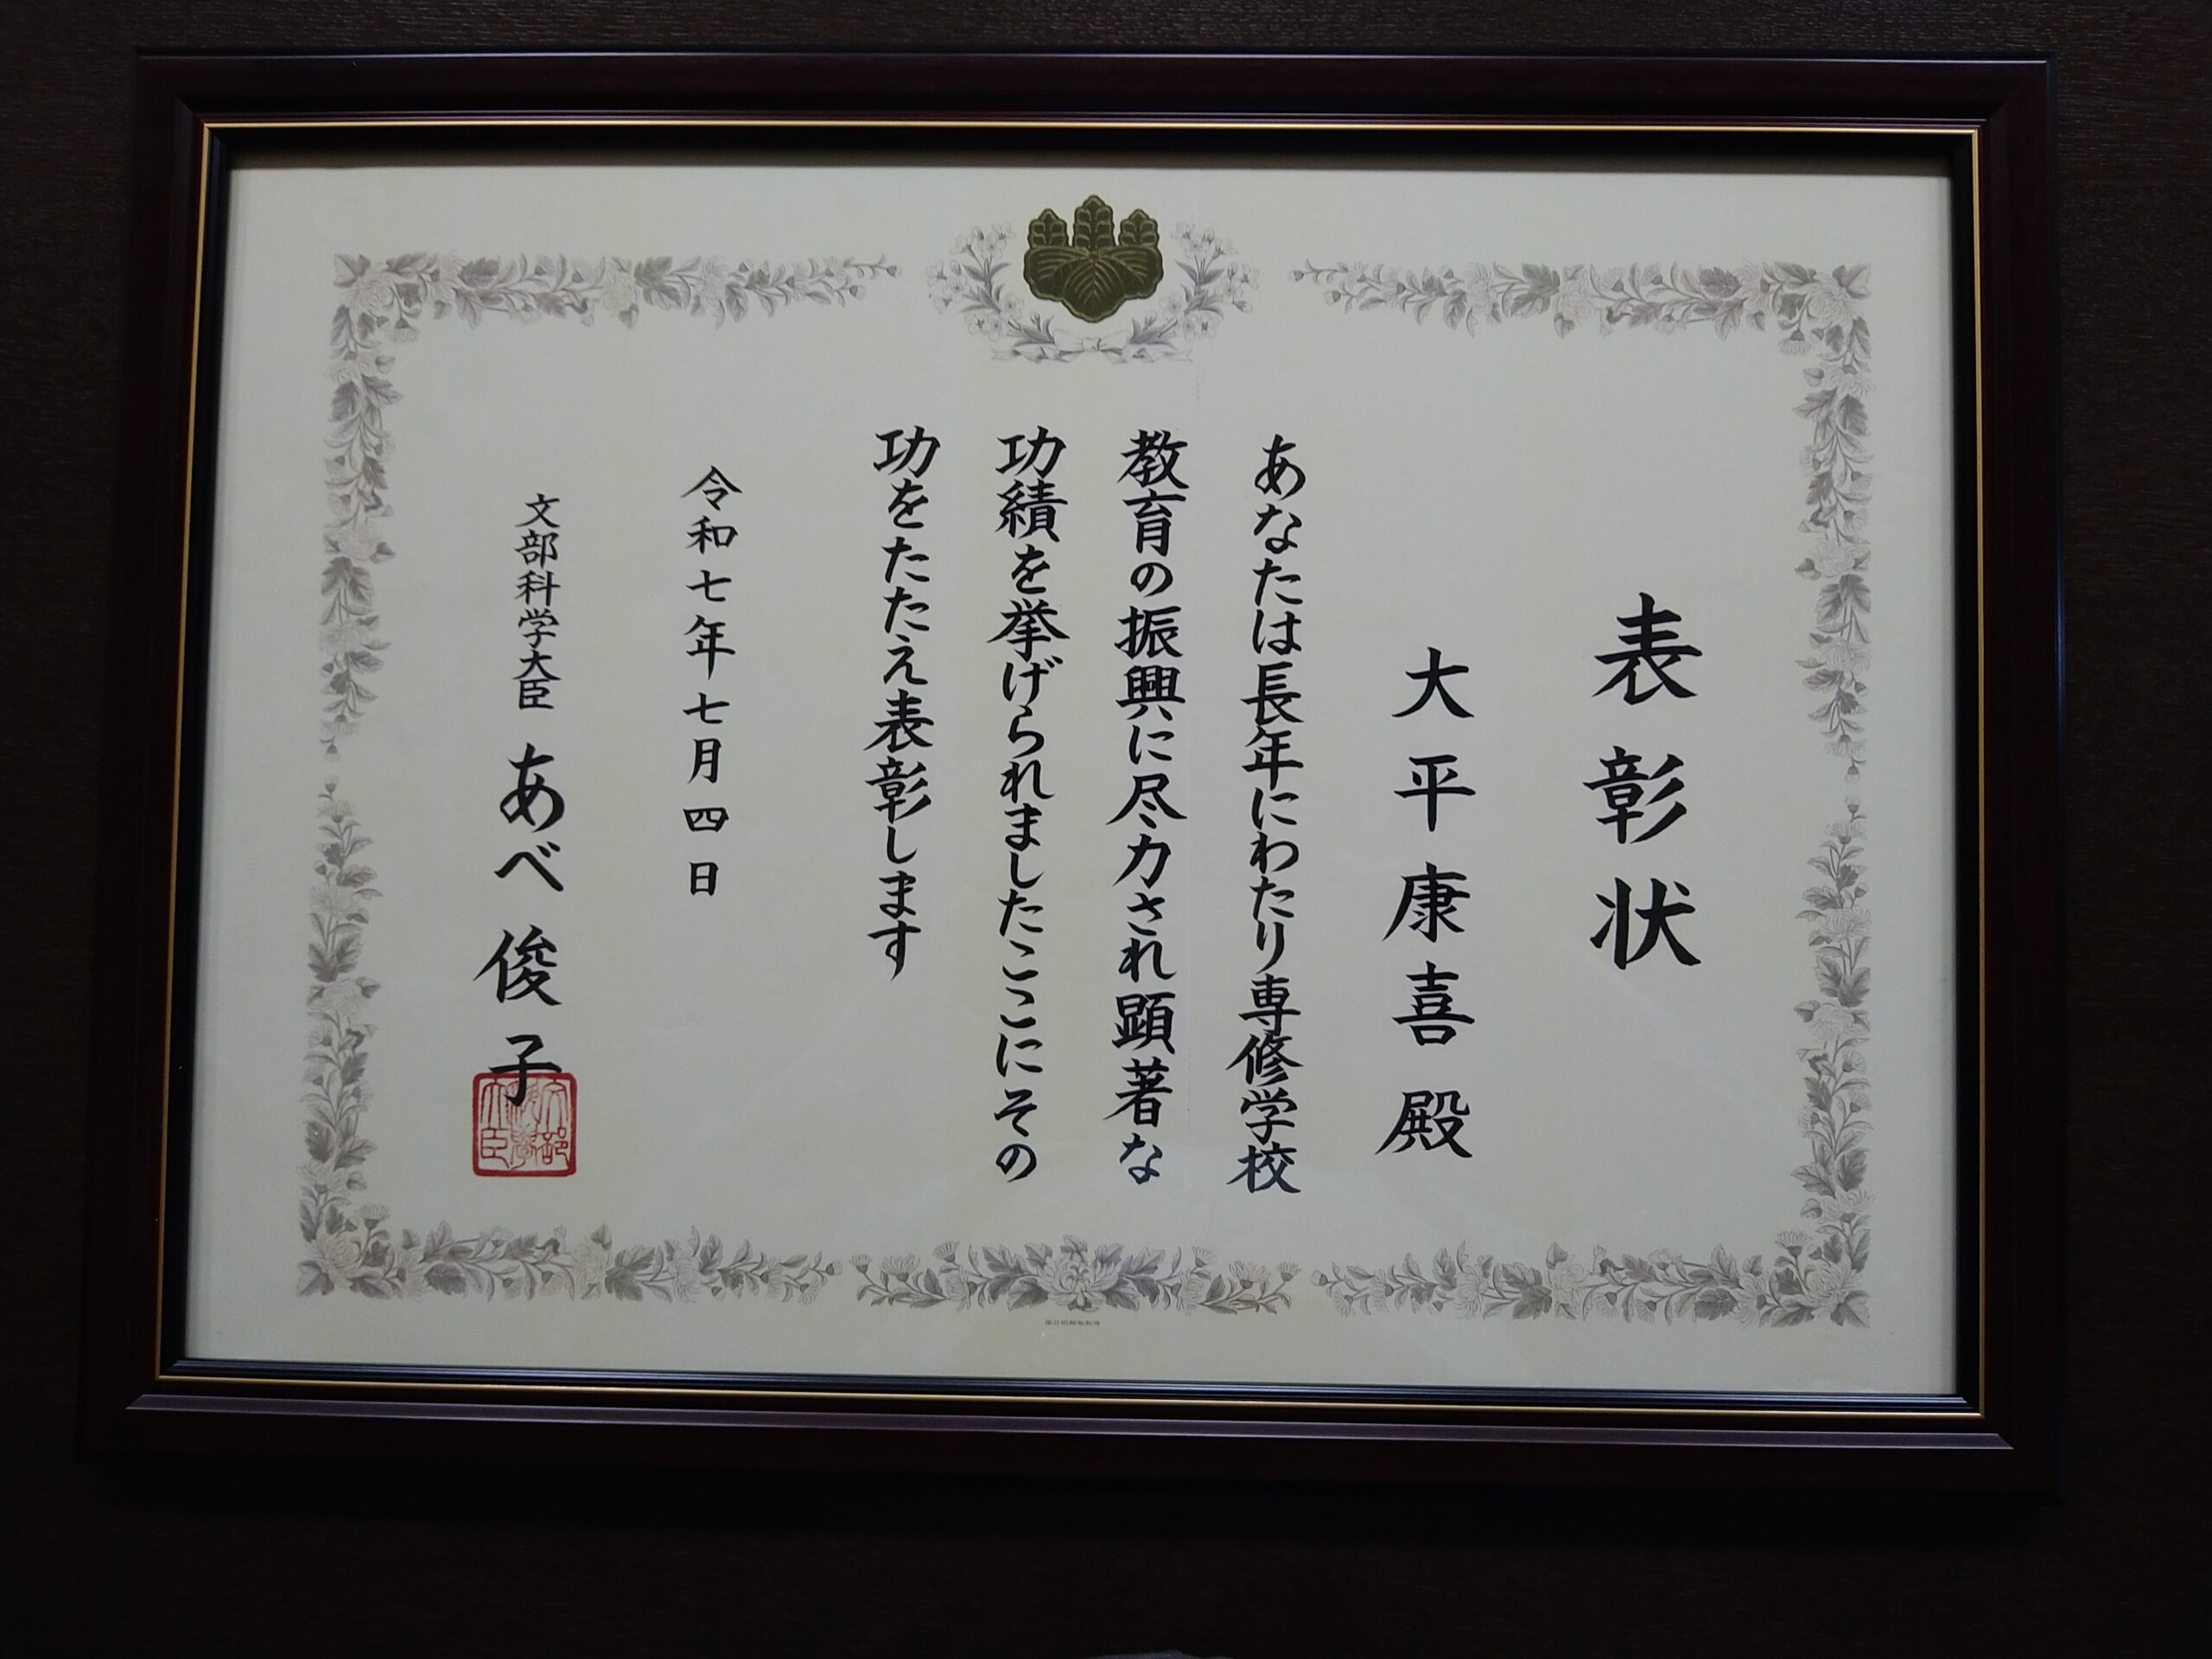 表彰状
大平康喜殿
あなたは長年にわたり専修学校
教育の振興に尽力され顕著な
功績を挙げられましたここにその
功をたたえ表彰します
令和七年七月四日
文部科学大臣 あべ俊子